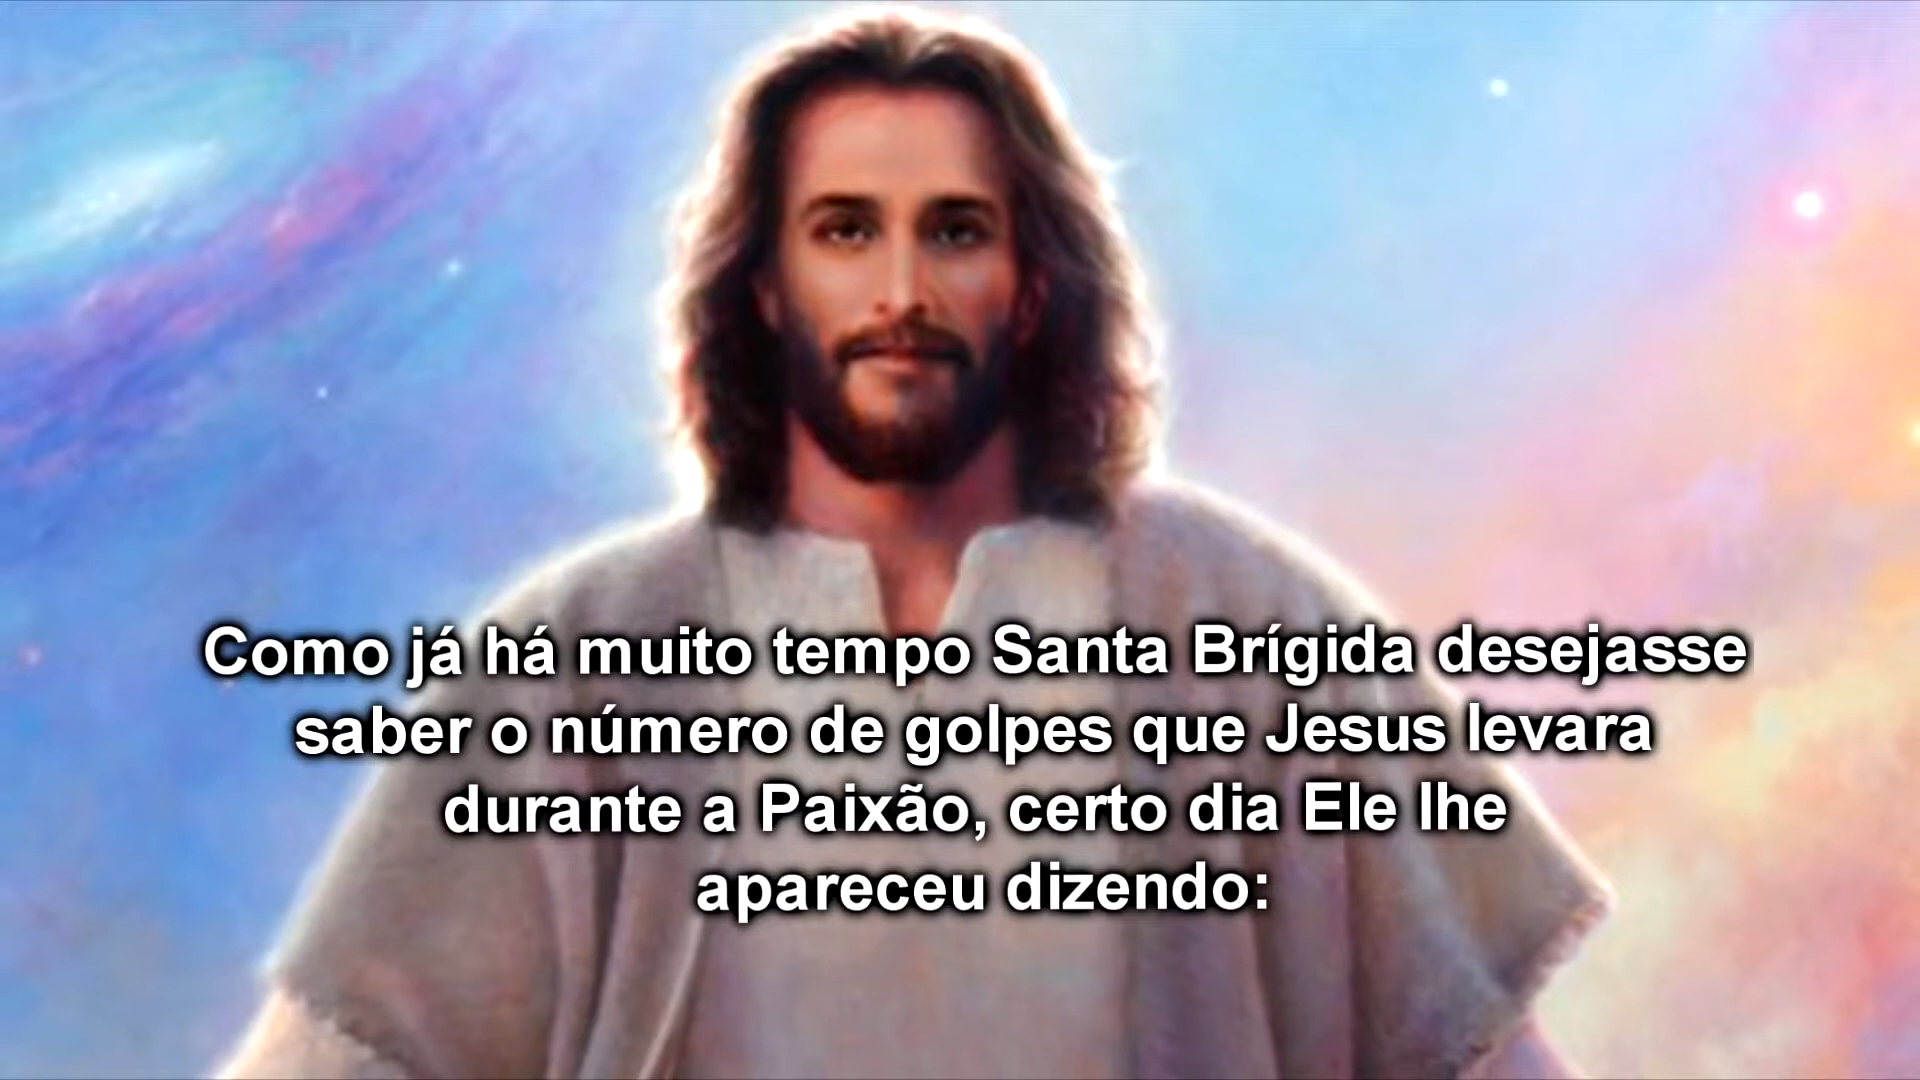 Como já há muito tempo Santa Brígida desejasse
saber o número de golpes que Jesus levara
durante a Paixão, certo dia Ele lhe
apareceu dizendo: